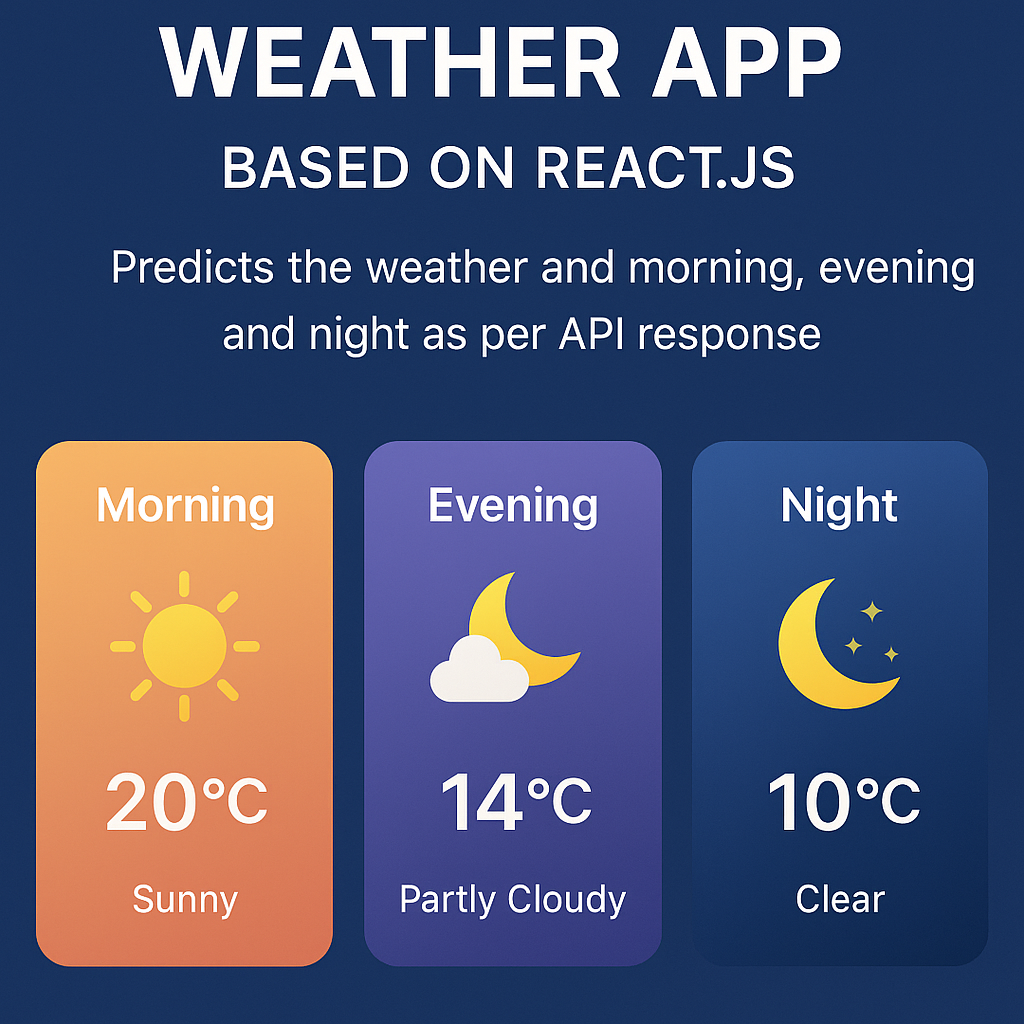 WEATHER APP
BASED ON REACT.JS
Predicts the weather and morning, evening
and night as per API response
Morning
20°C
Sunny
Evening
14°C
Partly Cloudy
Night
10°C
Clear